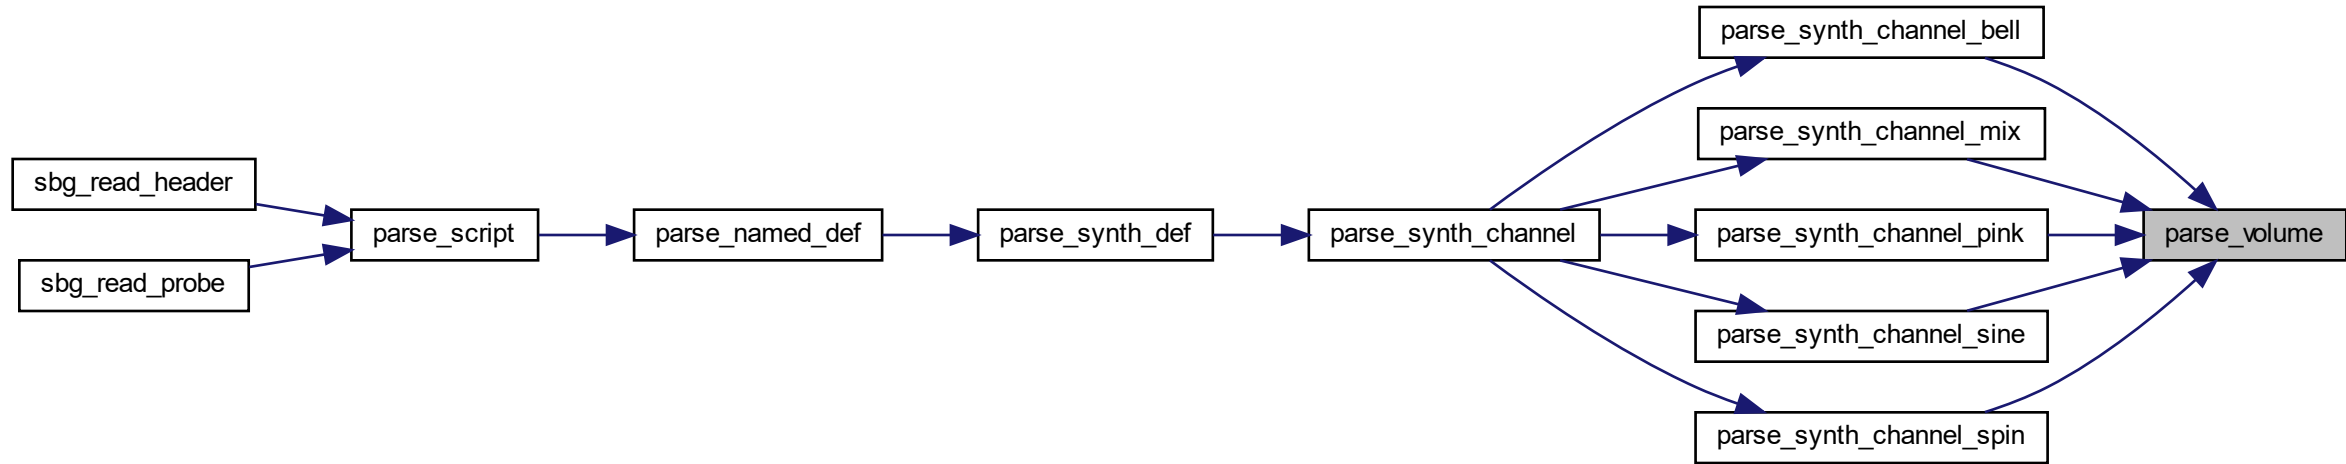 parse_synth_channel_bell
parse_synth_channel_mix
sbg_read_header
parse_script
parse_named_def
parse_synth_def
parse_synth_channel
parse_synth_channel_pink
parse_volume
sbg_read_probe
parse_synth_channel_sine
parse_synth_channel_spin